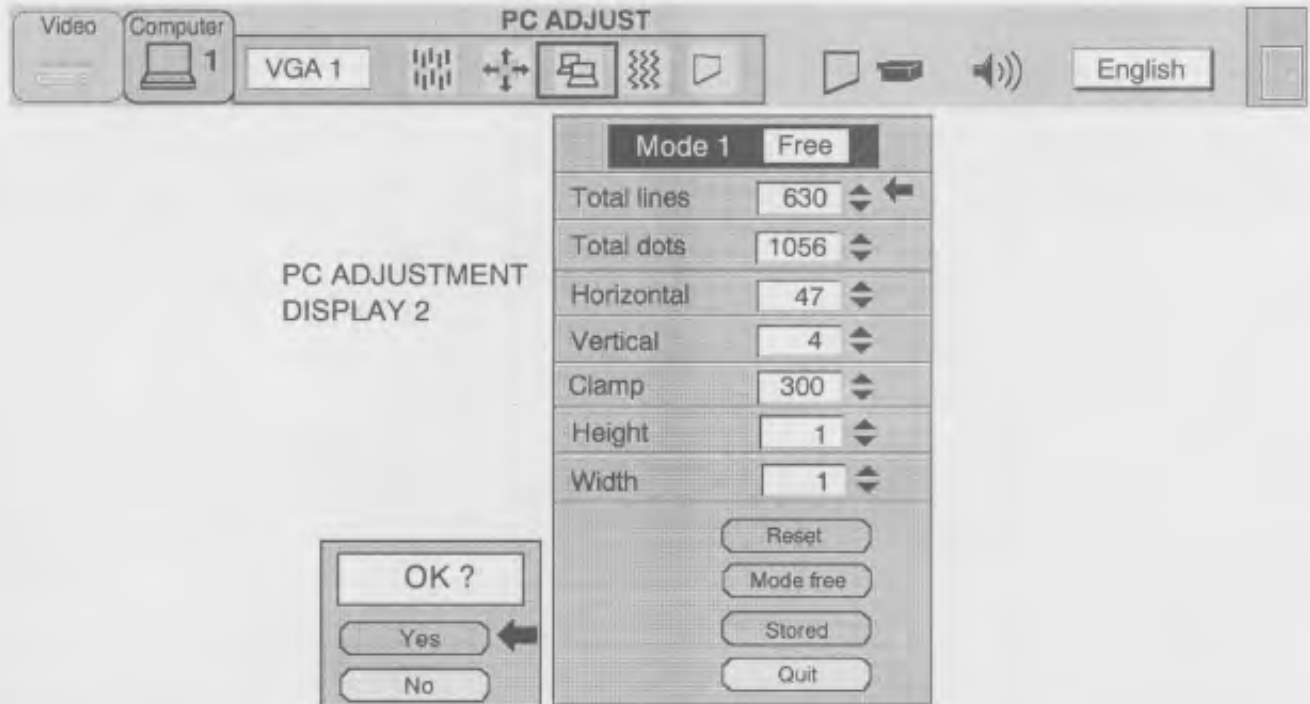 PC ADJUST
Video
Computer
1
VGA 1
English
Mode 1 Free
Total lines 630
Total dots 1056
Horizontal 47
Vertical 4
Clamp 300
Height 1
Width 1
Reset
Mode free
Stored
Quit
PC ADJUSTMENT
DISPLAY 2
OK ?
Yes
No